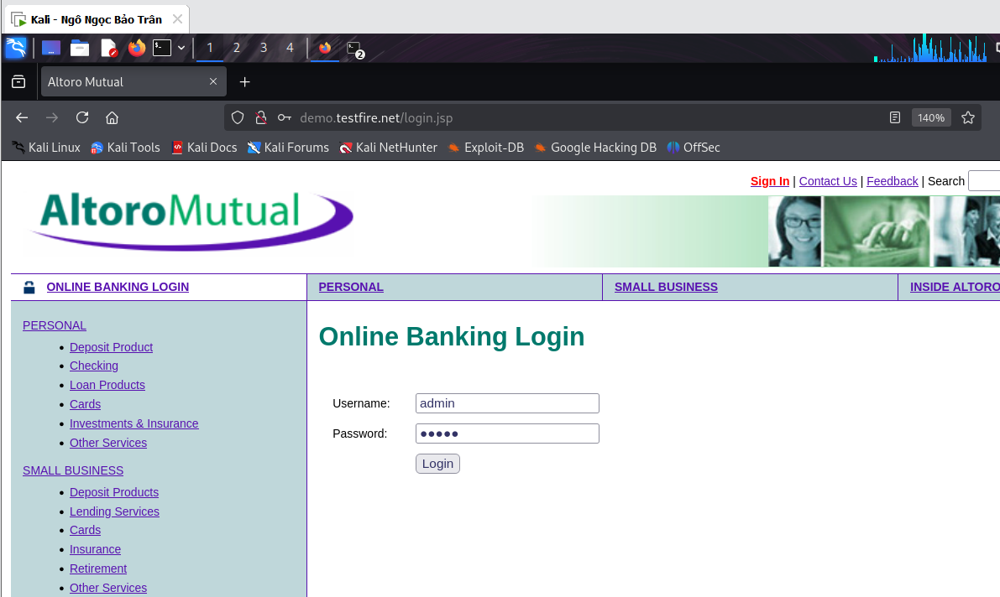 Kali - Ngô Ngọc Bảo Trân
1 2 3 4 2
Altoro Mutual
demo.testfire.net/login.jsp 140%
Kali Linux Kali Tools Kali Docs Kali Forums Kali NetHunter Exploit-DB Google Hacking DB OffSec
Sign In | Contact Us | Feedback | Search
AltoroMutual
ONLINE BANKING LOGIN PERSONAL SMALL BUSINESS INSIDE ALTORO
PERSONAL
Deposit Product
Checking
Loan Products
Cards
Investments & Insurance
Other Services
SMALL BUSINESS
Deposit Products
Lending Services
Cards
Insurance
Retirement
Other Services
Online Banking Login
Username: admin
Password: •••••
Login